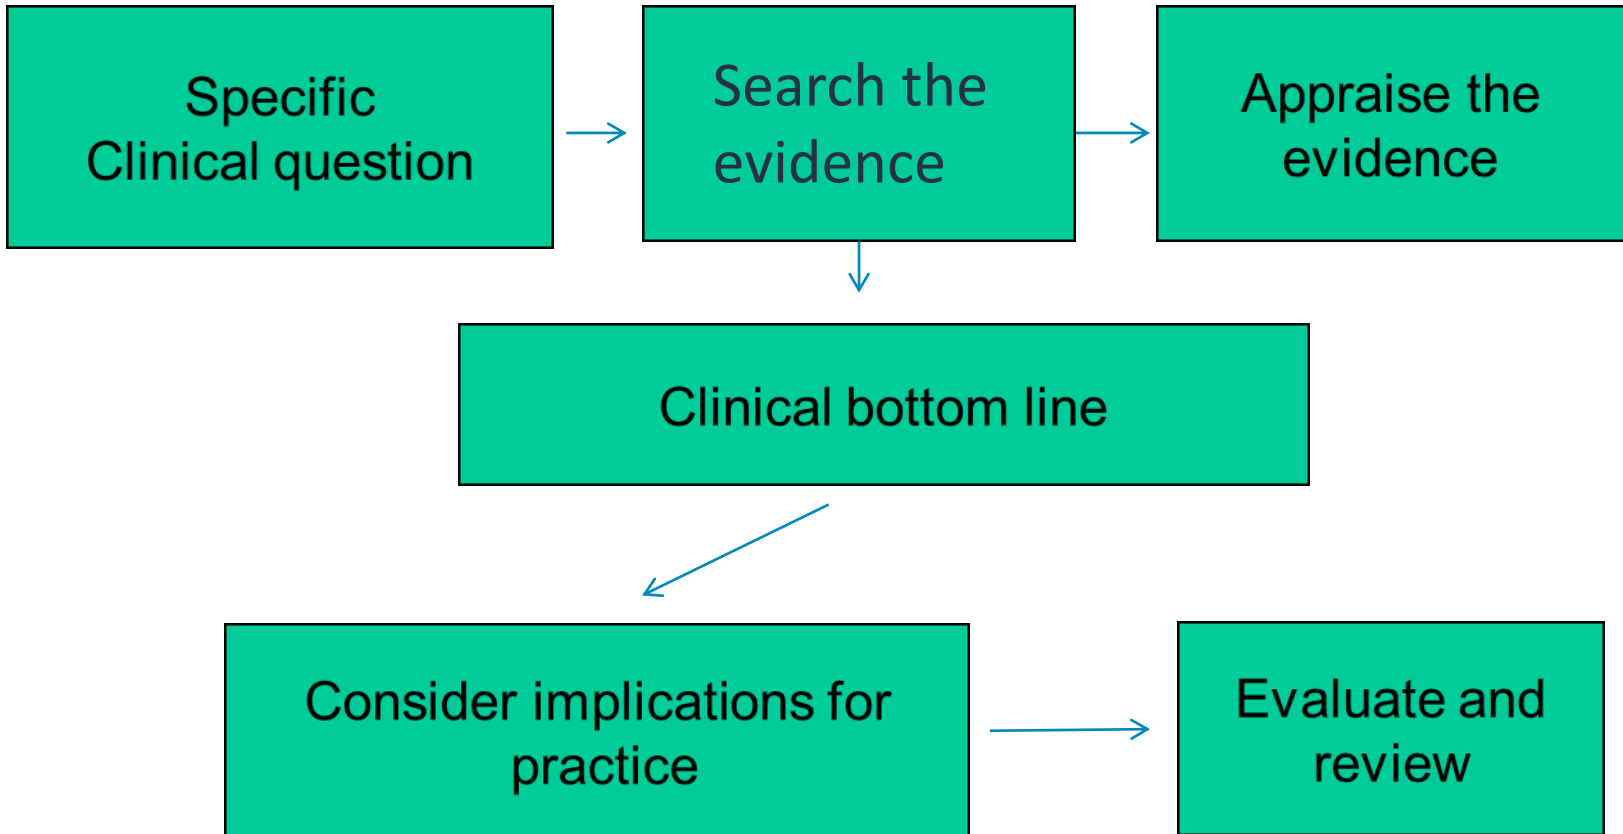 Specific
Clinical question
Search the
evidence
Appraise the
evidence
Clinical bottom line
Consider implications for
practice
Evaluate and
review